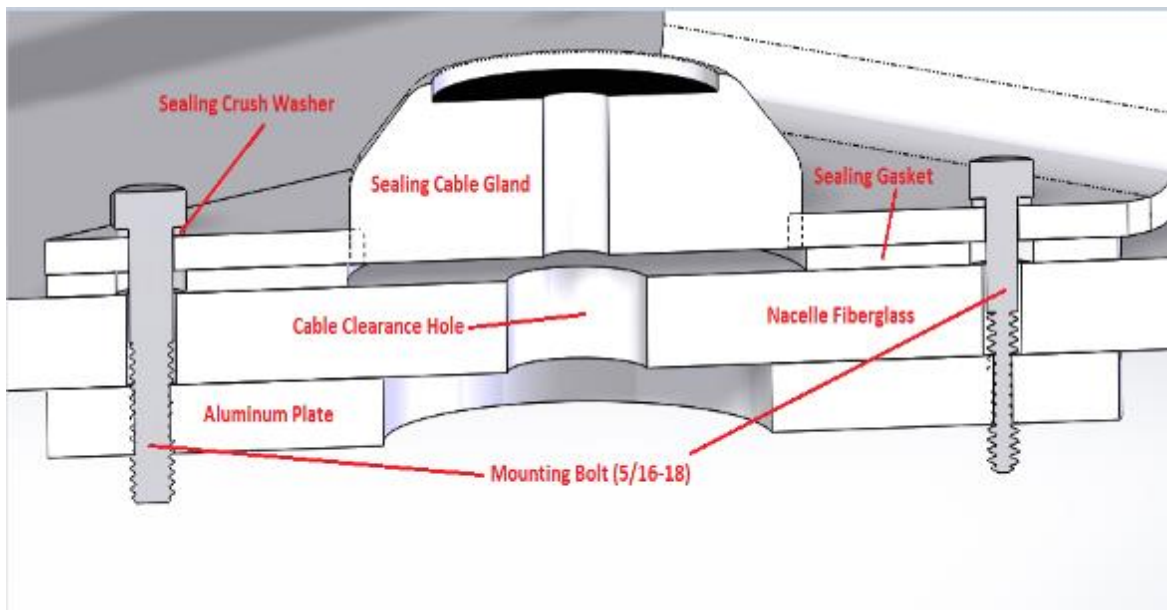 Sealing Crush Washer
Sealing Cable Gland
Sealing Gasket
Cable Clearance Hole
Nacelle Fiberglass
Aluminum Plate
Mounting Bolt (5/16-18)